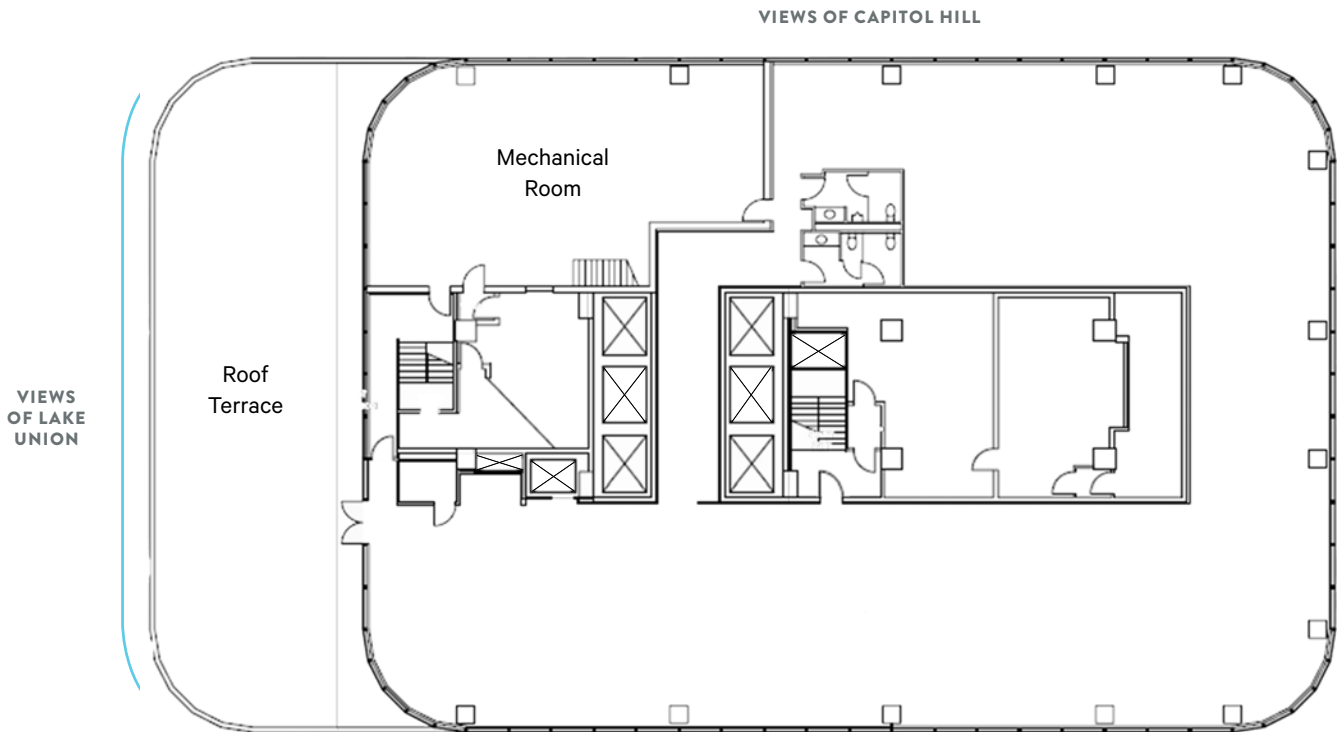 VIEWS OF CAPITOL HILL
Mechanical
Room
Roof
Terrace
VIEWS
OF LAKE
UNION